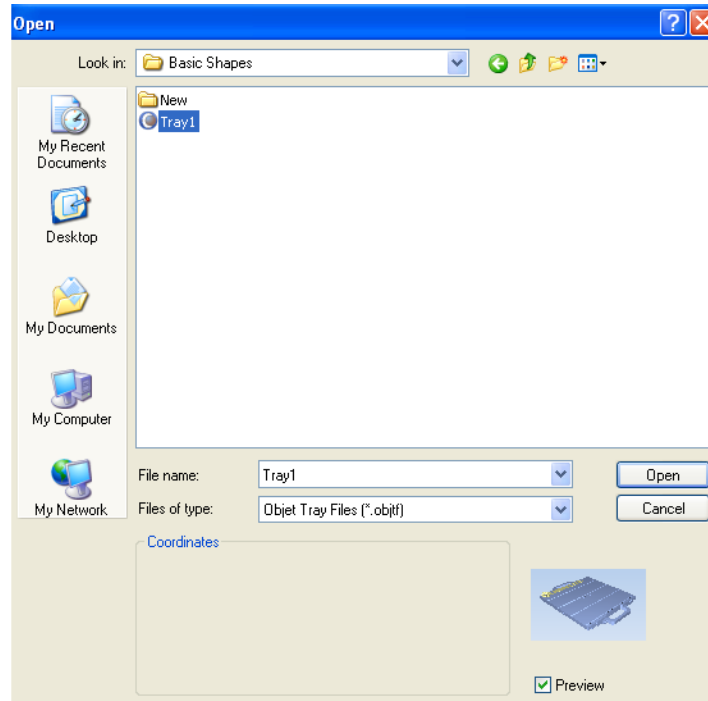 Open
Look in:
Basic Shapes
New
Tray1
My Recent
Documents
Desktop
My Documents
My Computer
My Network
File name:
Tray1
Open
Files of type:
Objet Tray Files (*.objtf)
Cancel
Coordinates
Preview